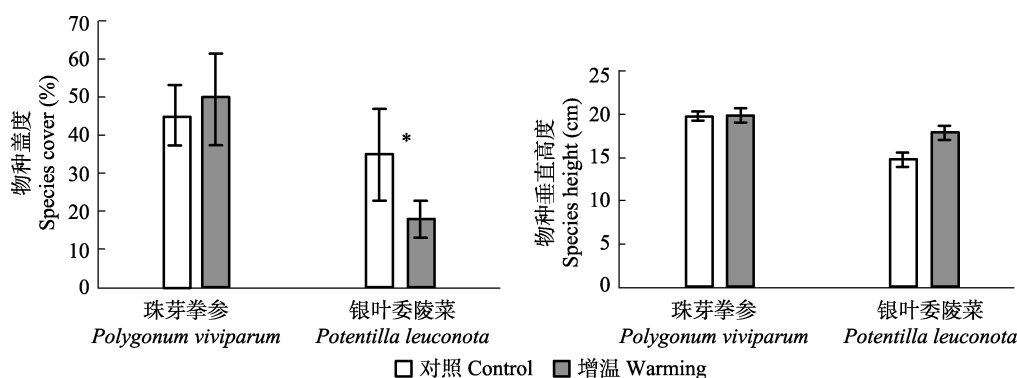 物种盖度
Species cover (%)
70
60
50
40
30
20
10
0
*
珠芽拳参
Polygonum viviparum
银叶委陵菜
Potentilla leuconota
物种垂直高度
Species height (cm)
25
20
15
10
5
0
珠芽拳参
Polygonum viviparum
银叶委陵菜
Potentilla leuconota
对照 Control 增温 Warming